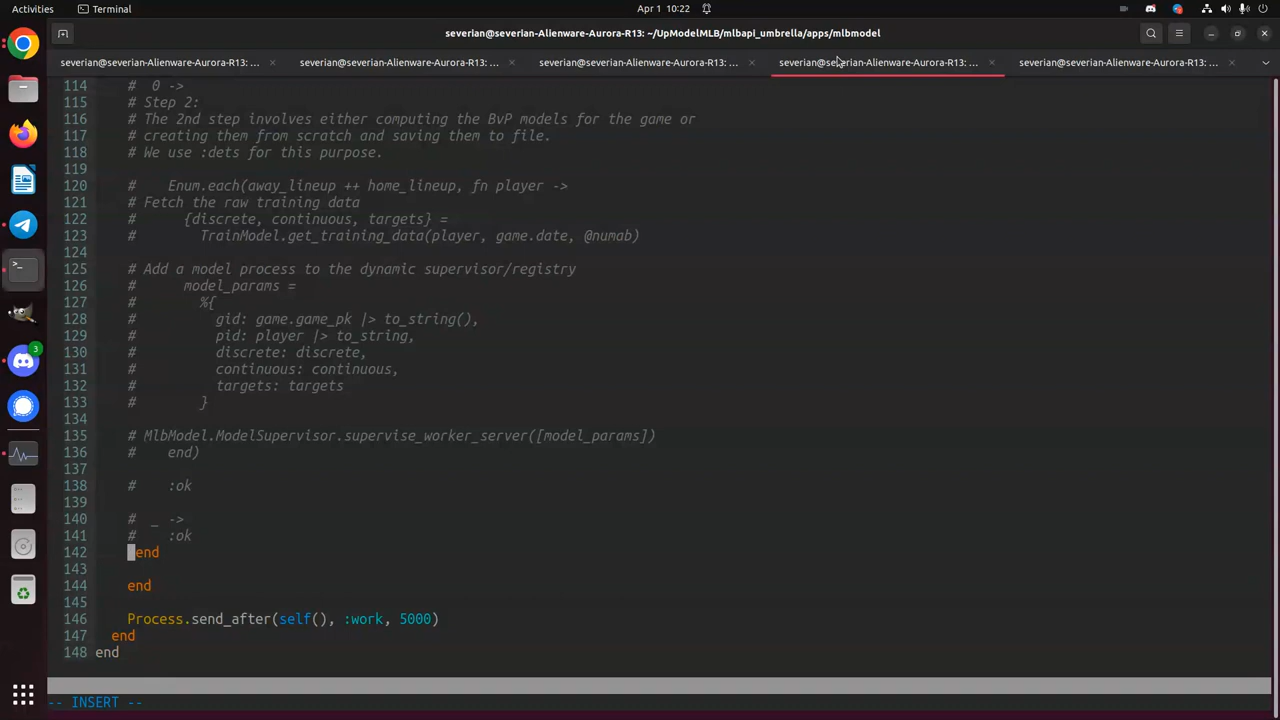 Activities
Terminal
Apr 1 10:22
severian@severian-Alienware-Aurora-R13: ~/UpModelMLB/mlbapi_umbrella/apps/mlbmodel
severian@severian-Alienware-Aurora-R13: ~/...
severian@severian-Alienware-Aurora-R13: ...
severian@severian-Alienware-Aurora-R13: ...
severian@severian-Alienware-Aurora-R13: ...
severian@severian-Alienware-Aurora-R13: ...
3
114 # 0 ->
115 # Step 2:
116 # The 2nd step involves either computing the BvP models for the game or
117 # creating them from scratch and saving them to file.
118 # We use :dets for this purpose.
119
120 # Enum.each(away_lineup ++ home_lineup, fn player ->
121 # Fetch the raw training data
122 # {discrete, continuous, targets} =
123 # TrainModel.get_training_data(player, game.date, @numab)
124
125 # Add a model process to the dynamic supervisor/registry
126 # model_params =
127 # %{
128 # gid: game.game_pk |> to_string(),
129 # pid: player |> to_string,
130 # discrete: discrete,
131 # continuous: continuous,
132 # targets: targets
133 # }
134
135 # MlbModel.ModelSupervisor.supervise_worker_server([model_params])
136 # end)
137
138 # :ok
139
140 # _ ->
141 # :ok
142 end
143
144 end
145
146 Process.send_after(self(), :work, 5000)
147 end
148 end
-- INSERT --